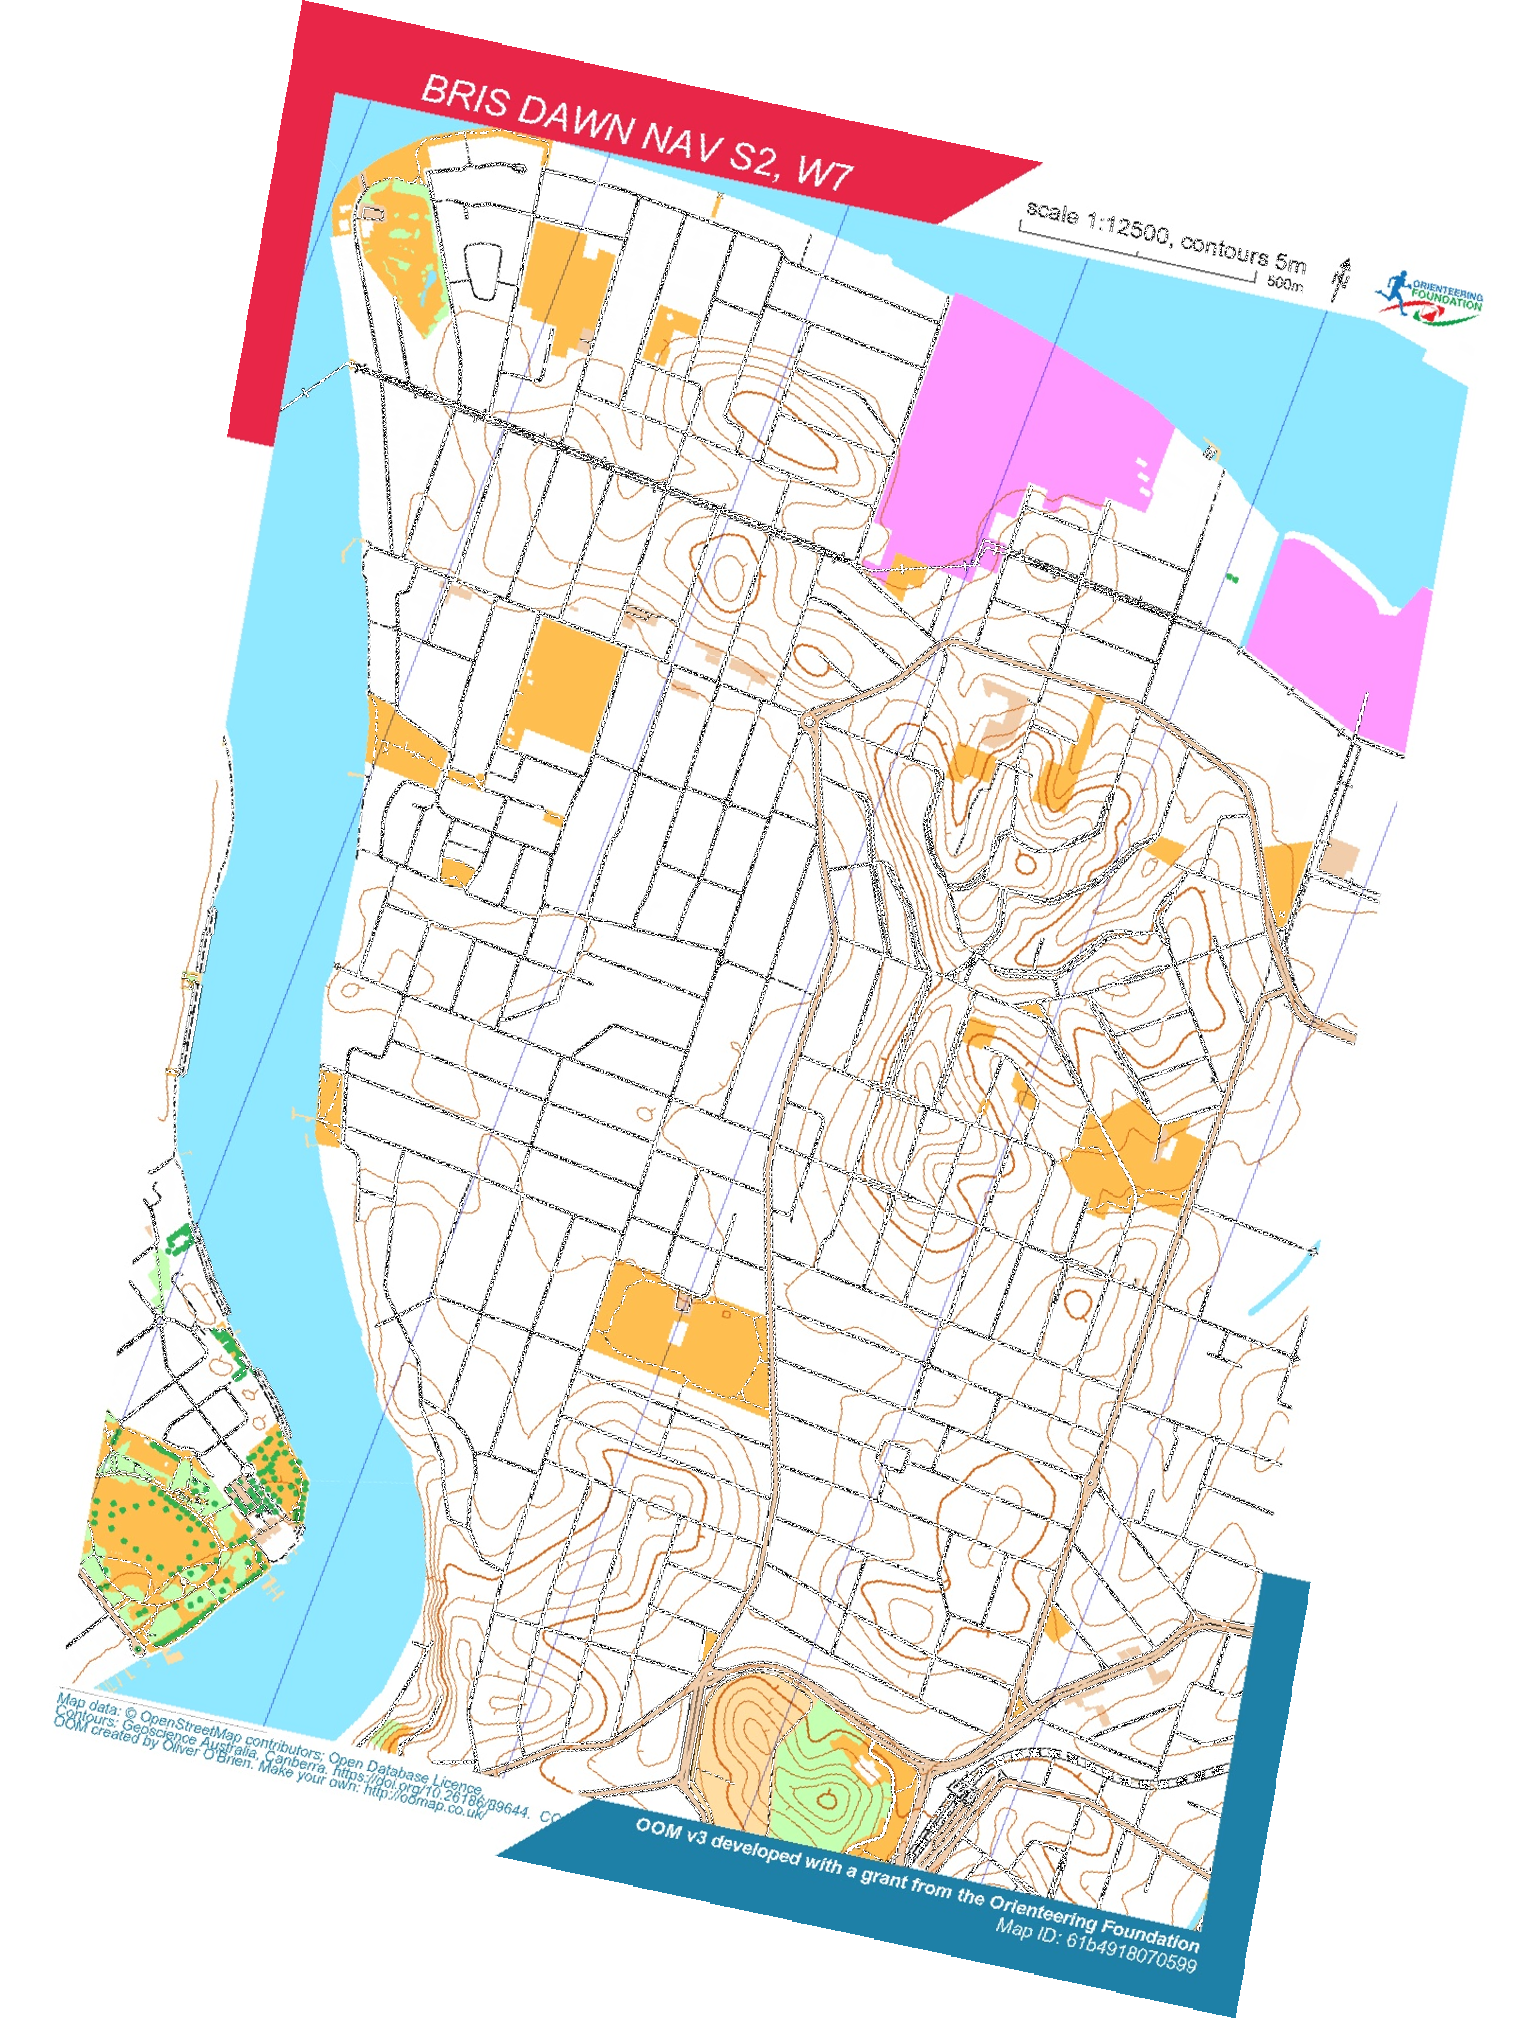 BRIS DAWN NAV S2, W7
scale 1:12500, contours 5m
500m
ORIENTEERING
FOUNDATION
Map data: © OpenStreetMap contributors; Open Database Licence.
Contours: Geoscience Australia, Canberra. https://doi.org/10.26186/89644.
OOM created by Oliver O'Brien. Make your own: http://oomap.co.uk/
OOM v3 developed with a grant from the Orienteering Foundation
Map ID: 61b4918070599